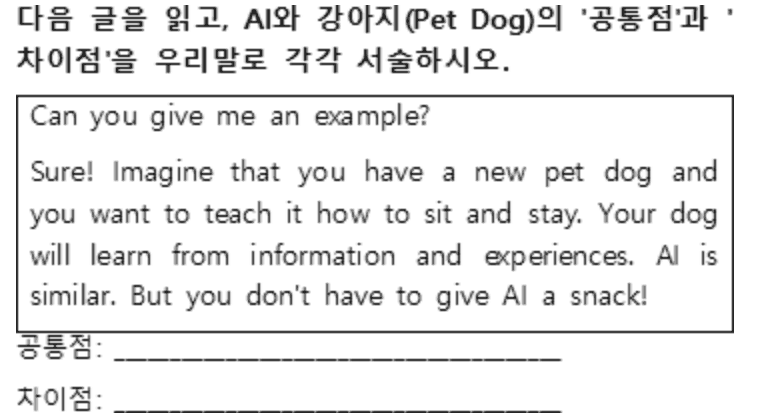 다음 글을 읽고, AI와 강아지(Pet Dog)의 '공통점'과 '
차이점'을 우리말로 각각 서술하시오.
Can you give me an example?
Sure! Imagine that you have a new pet dog and
you want to teach it how to sit and stay. Your dog
will learn from information and experiences. AI is
similar. But you don't have to give AI a snack!
공통점: ________________________________
차이점: ________________________________